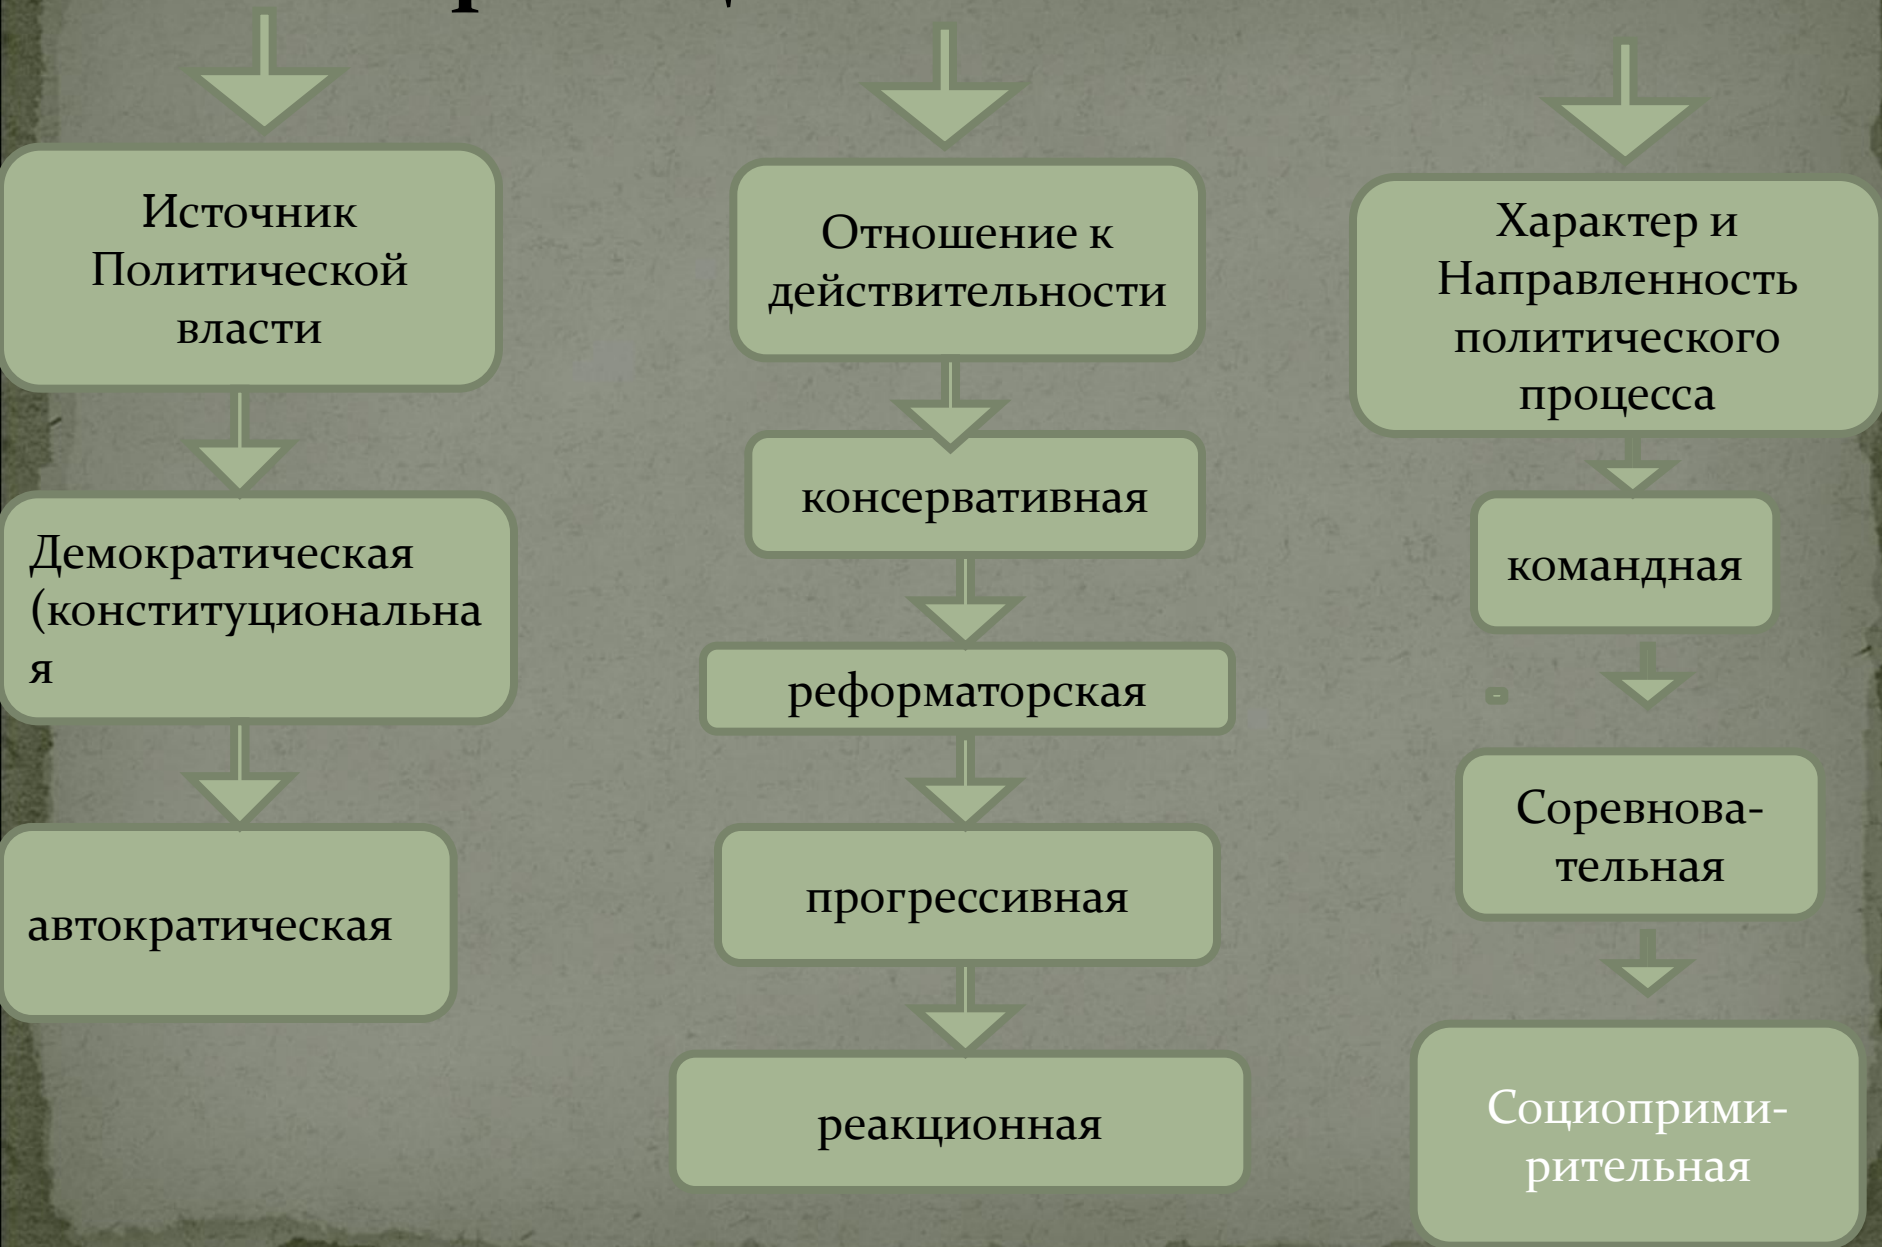 Источник
Политической
власти
Демократическая
(конституциональна
я
автократическая
Отношение к
действительности
консервативная
реформаторская
прогрессивная
реакционная
Характер и
Направленность
политического
процесса
командная
Соревнова-
тельная
Социоприми-
рительная